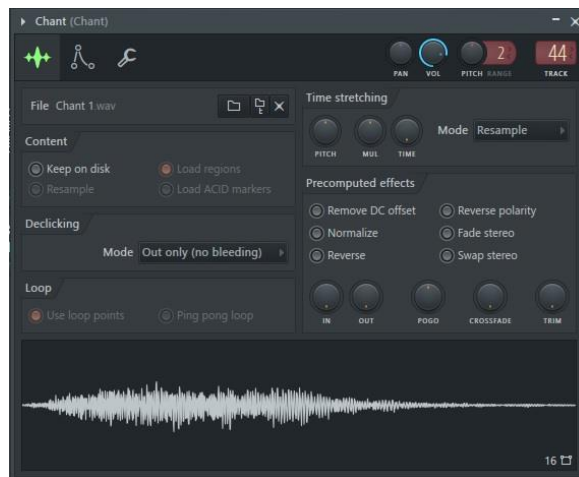 Chant (Chant)
2
44
PAN VOL PITCH RANGE TRACK
File Chant 1.wav
Content
Keep on disk
Load regions
Resample
Load ACID markers
Declicking
Mode Out only (no bleeding)
Loop
Use loop points
Ping pong loop
Time stretching
Mode Resample
PITCH MUL TIME
Precomputed effects
Remove DC offset
Reverse polarity
Normalize
Fade stereo
Reverse
Swap stereo
IN OUT POGO CROSSFADE TRIM
16